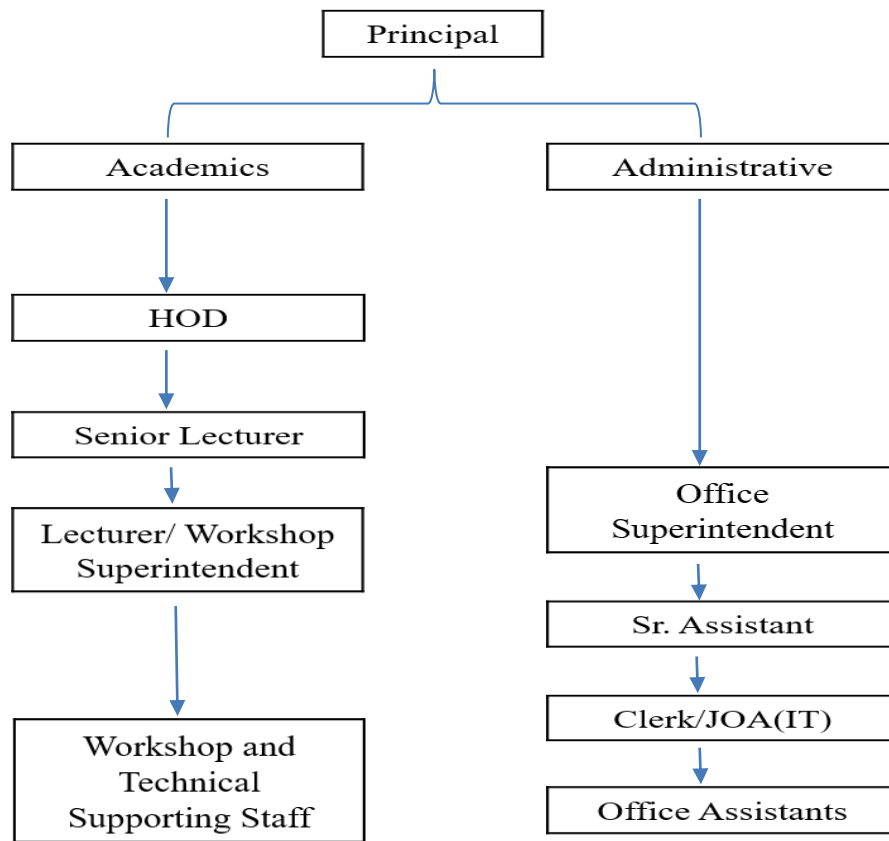 Principal
Academics
Administrative
HOD
Senior Lecturer
Lecturer/ Workshop
Superintendent
Office
Superintendent
Sr. Assistant
Clerk/JOA(IT)
Workshop and
Technical
Supporting Staff
Office Assistants